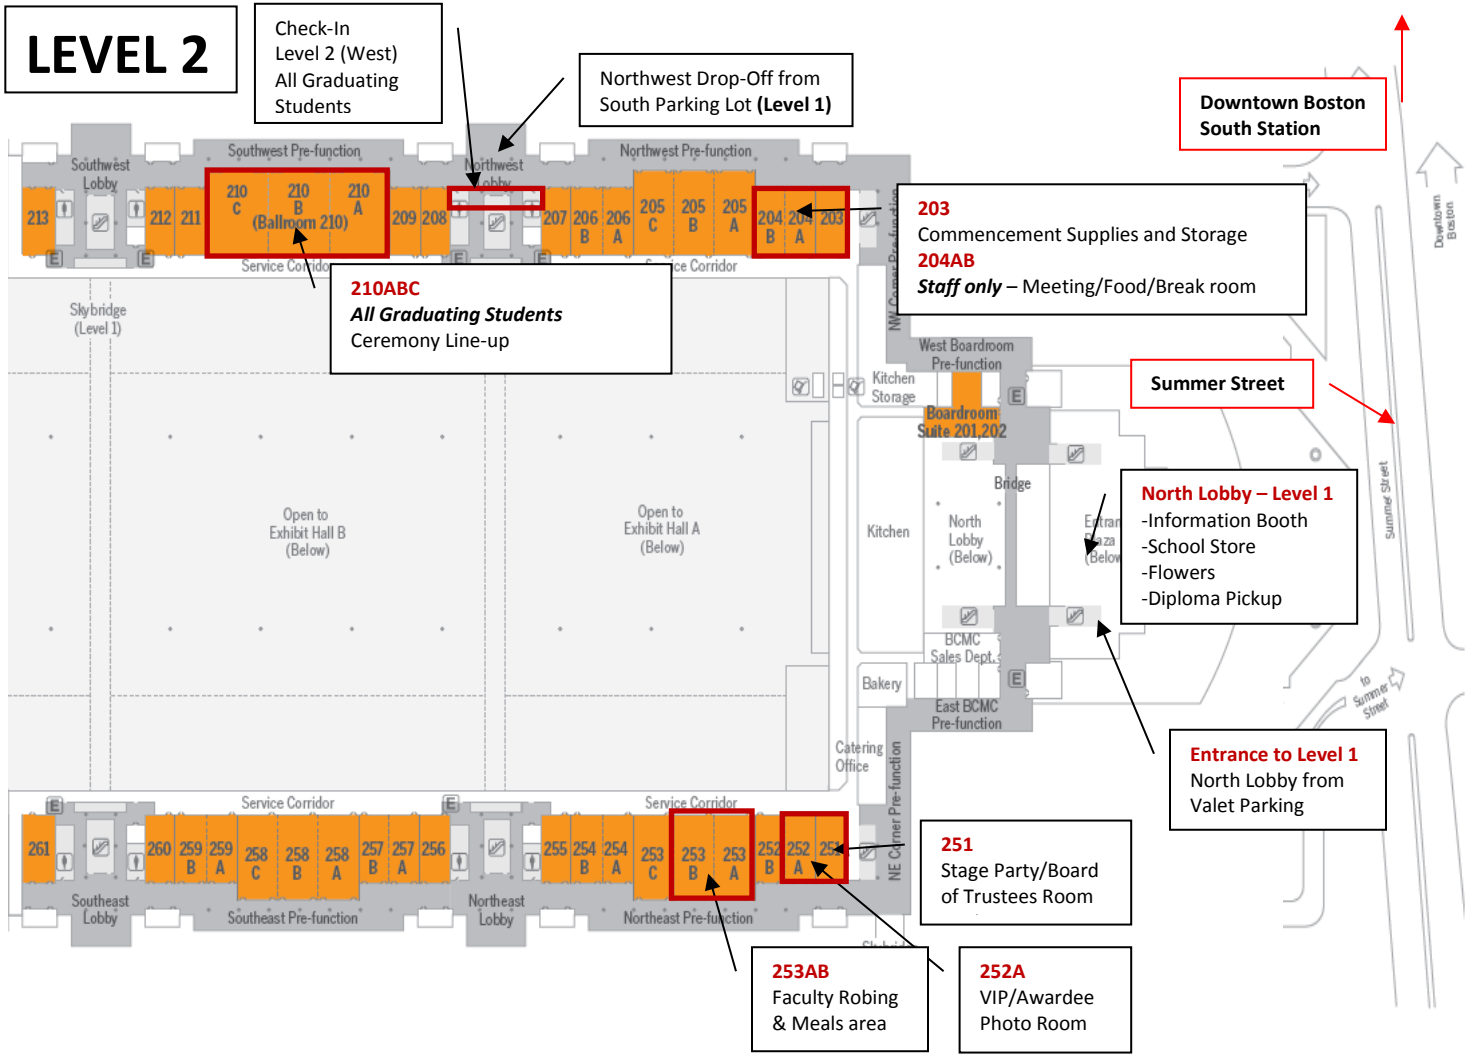 LEVEL 2
Check-In
Level 2 (West)
All Graduating
Students
Northwest Drop-Off from
South Parking Lot (Level 1)
Downtown Boston
South Station
Downtown
Boston
Southwest
Lobby
Southwest Pre-function
Northwest
Lobby
Northwest Pre-function
213
212
211
210
C
210
B
210
A
(Ballroom 210)
209
208
207
206
B
206
A
205
C
205
B
205
A
204
B
204
A
203
E
E
E
E
Service Corridor
Service Corridor
NW Corner Pre-function
203
Commencement Supplies and Storage
204AB
Staff only – Meeting/Food/Break room
210ABC
All Graduating Students
Ceremony Line-up
Skybridge
(Level 1)
West Boardroom
Pre-function
Kitchen
Storage
E
Boardroom
Suite 201,202
Summer Street
Summer Street
Bridge
Open to
Exhibit Hall B
(Below)
Open to
Exhibit Hall A
(Below)
Kitchen
North
Lobby
(Below)
North Lobby – Level 1
-Information Booth
-School Store
-Flowers
-Diploma Pickup
BCMC
Sales Dept.
Bakery
E
East BCMC
Pre-function
to
Summer
Street
Catering
Office
NE Corner Pre-function
Entrance to Level 1
North Lobby from
Valet Parking
E
E
Service Corridor
Service Corridor
261
260
259
B
259
A
258
C
258
B
258
A
257
B
257
A
256
255
254
B
254
A
253
C
253
B
253
A
252
B
252
A
251
Southeast
Lobby
Southeast Pre-function
Northeast
Lobby
Northeast Pre-function
251
Stage Party/Board
of Trustees Room
253AB
Faculty Robing
& Meals area
252A
VIP/Awardee
Photo Room